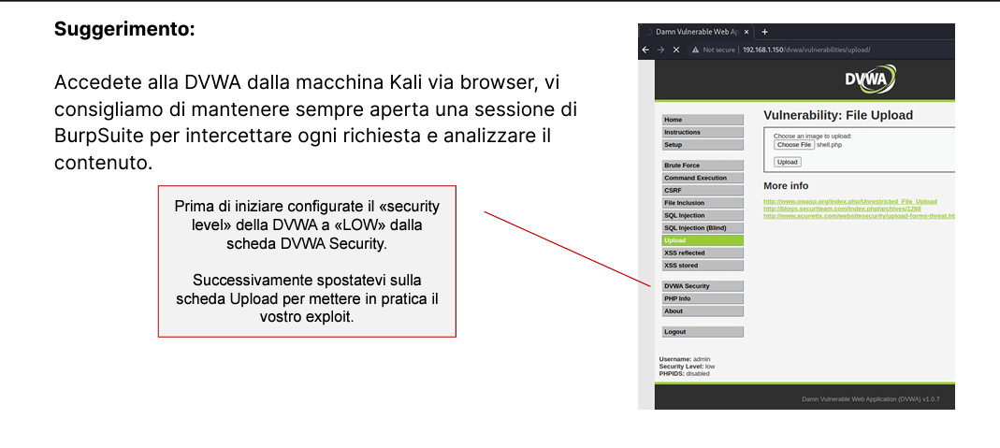 Suggerimento:
Accedete alla DVWA dalla macchina Kali via browser, vi
consigliamo di mantenere sempre aperta una sessione di
BurpSuite per intercettare ogni richiesta e analizzare il
contenuto.
Prima di iniziare configurate il «security
level» della DVWA a «LOW» dalla
scheda DVWA Security.
Successivamente spostatevi sulla
scheda Upload per mettere in pratica il
vostro exploit.
Damn Vulnerable Web Ap
Not secure | 192.168.1.150/dvwa/vulnerabilities/upload/
DVWA
Home
Instructions
Setup
Brute Force
Command Execution
CSRF
File Inclusion
SQL Injection
SQL Injection (Blind)
Upload
XSS reflected
XSS stored
DVWA Security
PHP Info
About
Logout
Username: admin
Security Level: low
PHPIDS: disabled
Vulnerability: File Upload
Choose an image to upload:
Choose File shell.php
Upload
More info
http://www.owasp.org/index.php/Unrestricted_File_Upload
http://blogs.securiteam.com/index.php/archives/1268
http://www.acunetix.com/websitesecurity/upload-forms-threat.ht
Damn Vulnerable Web Application (DVWA) v1.0.7